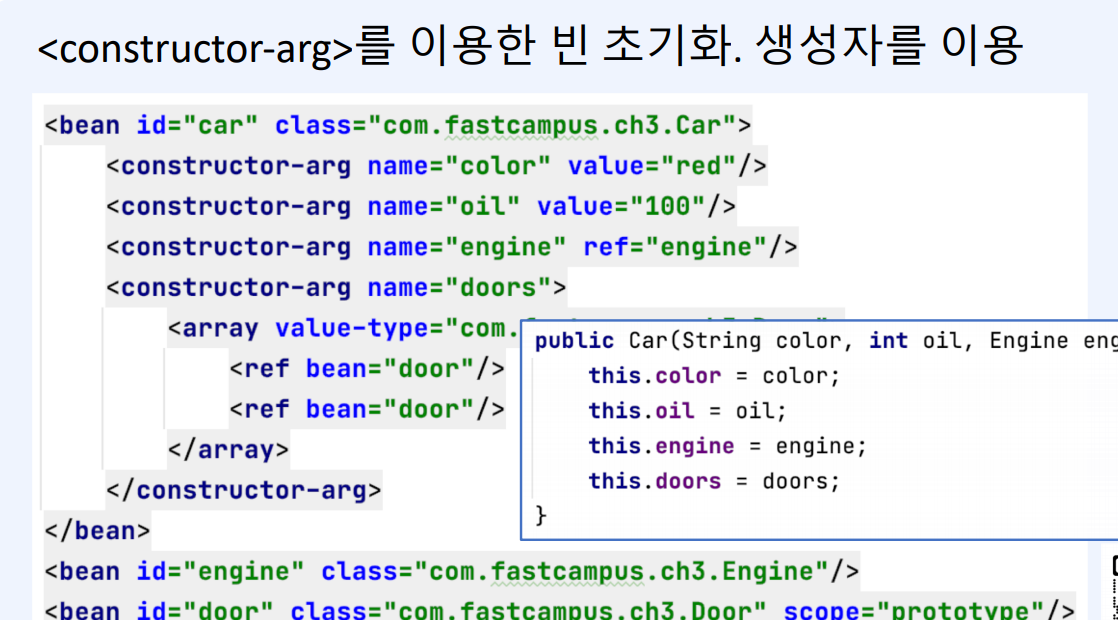 <constructor-arg>를 이용한 빈 초기화. 생성자를 이용
<bean id="car" class="com.fastcampus.ch3.Car">
<constructor-arg name="color" value="red"/>
<constructor-arg name="oil" value="100"/>
<constructor-arg name="engine" ref="engine"/>
<constructor-arg name="doors">
<array value-type="com.
<ref bean="door"/>
<ref bean="door"/>
</array>
</constructor-arg>
</bean>
<bean id="engine" class="com.fastcampus.ch3.Engine"/>
<bean id="door" class="com.fastcampus.ch3.Door" scope="prototype"/>
public Car(String color, int oil, Engine eng
this.color = color;
this.oil = oil;
this.engine = engine;
this.doors = doors;
}